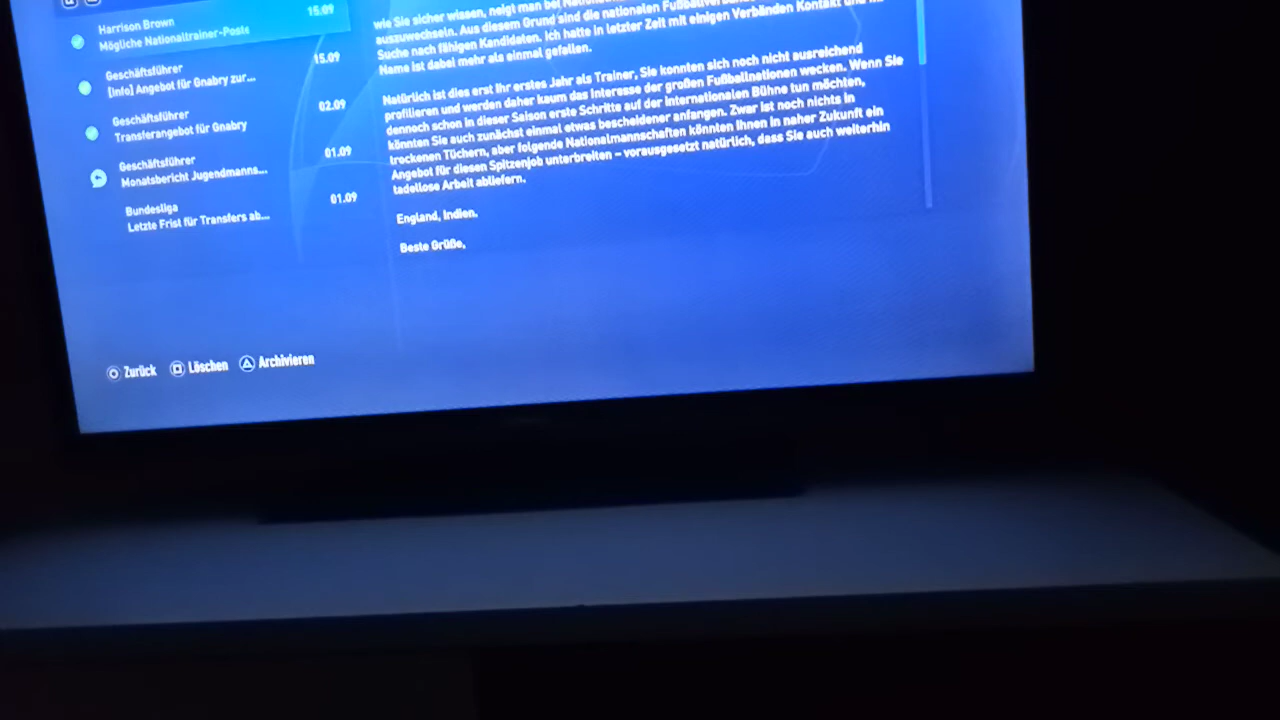 Harrison Brown
15.09
Mögliche Nationaltrainer-Poste
Geschäftsführer
15.09
[Info] Angebot für Gnabry zur...
Geschäftsführer
02.09
Transferangebot für Gnabry
Geschäftsführer
01.09
Monatsbericht Jugendmanns...
Bundesliga
01.09
Letzte Frist für Transfers ab...
wie Sie sicher wissen, neigt man bei
auszuwechseln. Aus diesem Grund sind die nationalen
Suche nach fähigen Kandidaten. Ich hatte in letzter Zeit mit einigen Verbänden Kontakt und
Name ist dabei mehr als einmal gefallen.
Natürlich ist dies erst Ihr erstes Jahr als Trainer, Sie konnten sich noch nicht ausreichend
profilieren und werden daher kaum das Interesse der großen Fußballnationen wecken. Wenn Sie
dennoch schon in dieser Saison erste Schritte auf der internationalen Bühne tun möchten,
könnten Sie auch zunächst einmal etwas bescheidener anfangen. Zwar ist noch nichts in
trockenen Tüchern, aber folgende Nationalmannschaften könnten Ihnen in naher Zukunft ein
Angebot für diesen Spitzenjob unterbreiten – vorausgesetzt natürlich, dass Sie auch weiterhin
tadellose Arbeit abliefern.
England, Indien.
Beste Grüße,
Zurück Löschen Archivieren